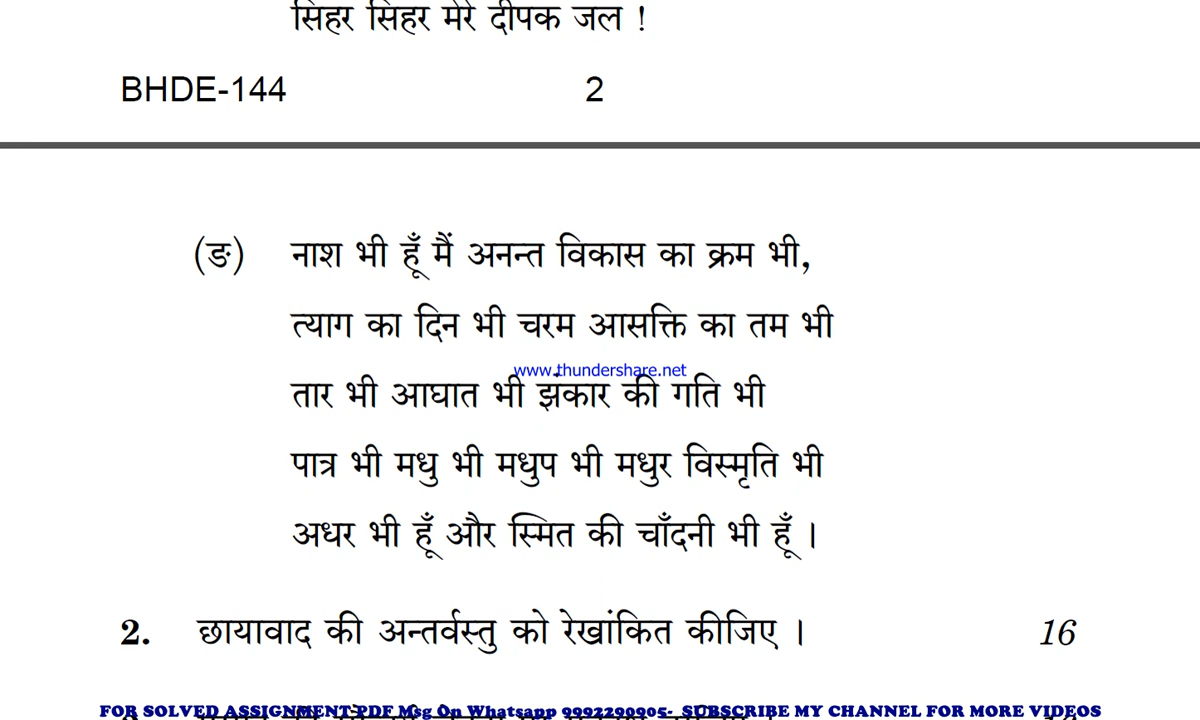 सिहर सिहर मेरे दीपक जल !
BHDE-144 2
(ङ) नाश भी हूँ मैं अनन्त विकास का क्रम भी,
त्याग का दिन भी चरम आसक्ति का तम भी
www.thundershare.net
तार भी आघात भी झंकार की गति भी
पात्र भी मधु भी मधुप भी मधुर विस्मृति भी
अधर भी हूँ और स्मित की चाँदनी भी हूँ ।
2. छायावाद की अन्तर्वस्तु को रेखांकित कीजिए । 16
FOR SOLVED ASSIGNMENT PDF Msg On Whatsapp 9992290905- SUBSCRIBE MY CHANNEL FOR MORE VIDEOS